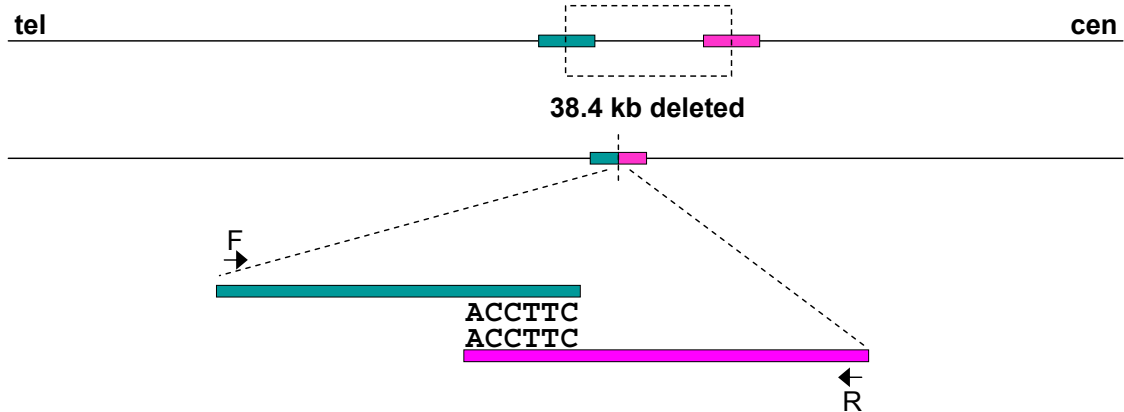 tel cen
38.4 kb deleted
F
ACCTTC
ACCTTC
R